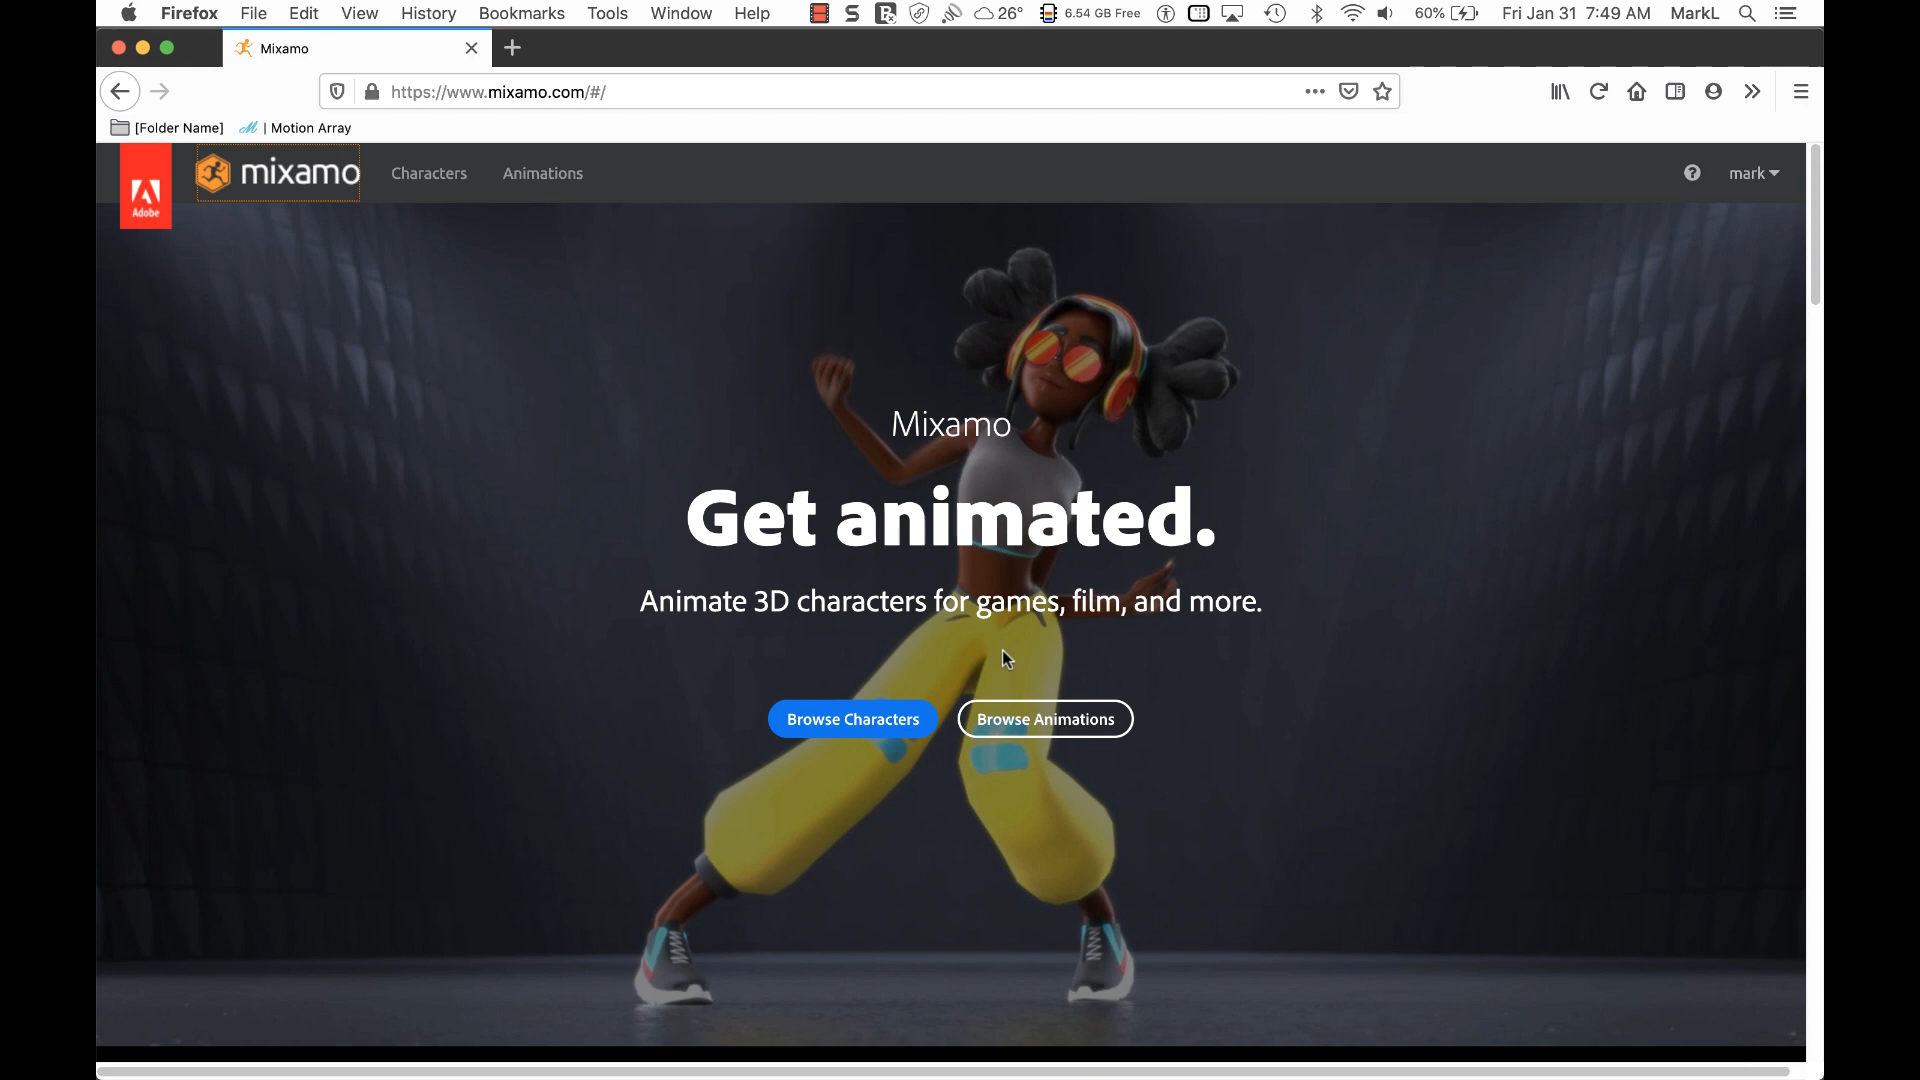 Firefox File Edit View History Bookmarks Tools Window Help 26° 6.54 GB Free 60% Fri Jan 31 7:49 AM MarkL
Mixamo
https://www.mixamo.com/#/
[Folder Name] | Motion Array
Adobe
mixamo Characters Animations mark
Mixamo
Get animated.
Animate 3D characters for games, film, and more.
Browse Characters Browse Animations